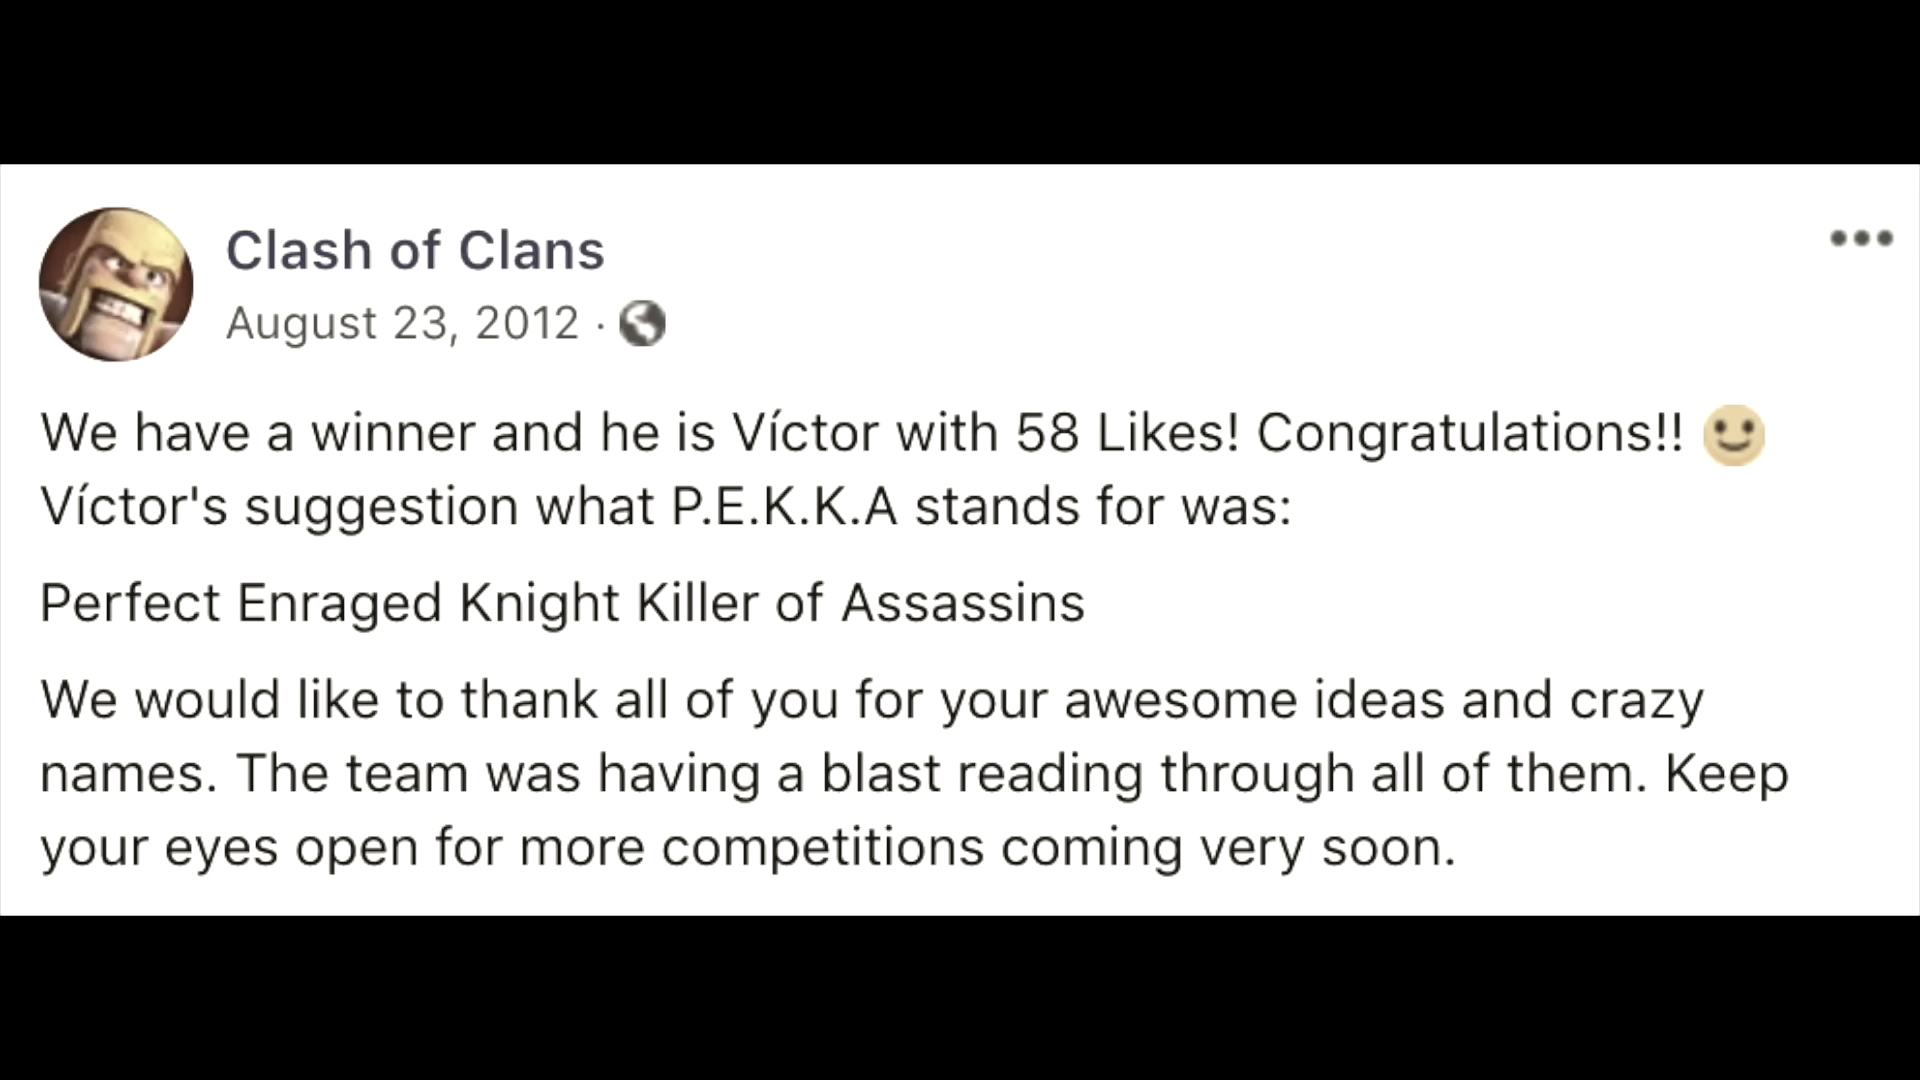 Clash of Clans
August 23, 2012 ·
We have a winner and he is Víctor with 58 Likes! Congratulations!! 🙂
Víctor's suggestion what P.E.K.K.A stands for was:
Perfect Enraged Knight Killer of Assassins
We would like to thank all of you for your awesome ideas and crazy
names. The team was having a blast reading through all of them. Keep
your eyes open for more competitions coming very soon.